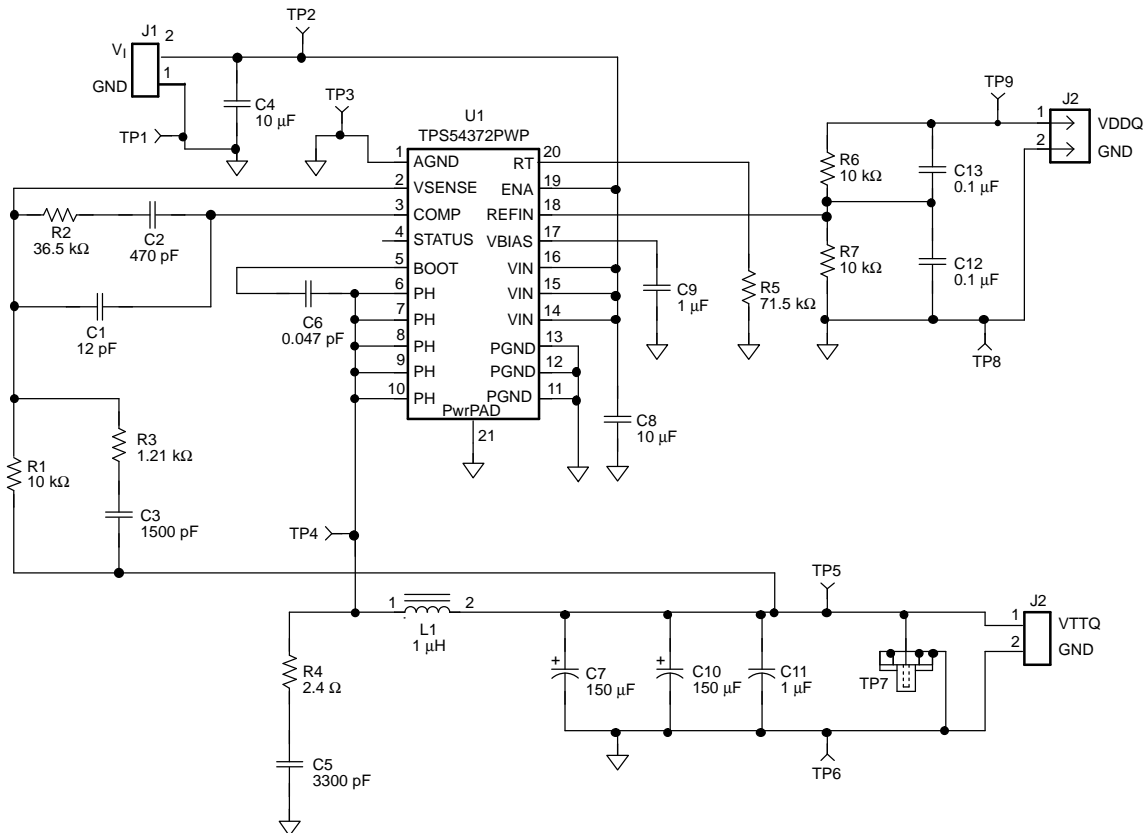 J1
V_I
2
1
GND
TP1
TP2
C4
10 µF
TP3
U1
TPS54372PWP
1
AGND
2
VSENSE
3
COMP
4
STATUS
5
BOOT
6
PH
7
PH
8
PH
9
PH
10
PH
RT
20
ENA
19
REFIN
18
VBIAS
17
VIN
16
VIN
15
VIN
14
PGND
13
PGND
12
PGND
11
PwrPAD
21
R2
36.5 kΩ
C2
470 pF
C1
12 pF
C6
0.047 pF
R1
10 kΩ
R3
1.21 kΩ
C3
1500 pF
C9
1 µF
R5
71.5 kΩ
C8
10 µF
R6
10 kΩ
R7
10 kΩ
C13
0.1 µF
C12
0.1 µF
TP9
J2
1
VDDQ
2
GND
TP8
TP4
1
2
L1
1 µH
R4
2.4 Ω
C5
3300 pF
+
C7
150 µF
+
C10
150 µF
C11
1 µF
TP5
TP7
TP6
J2
1
VTTQ
2
GND